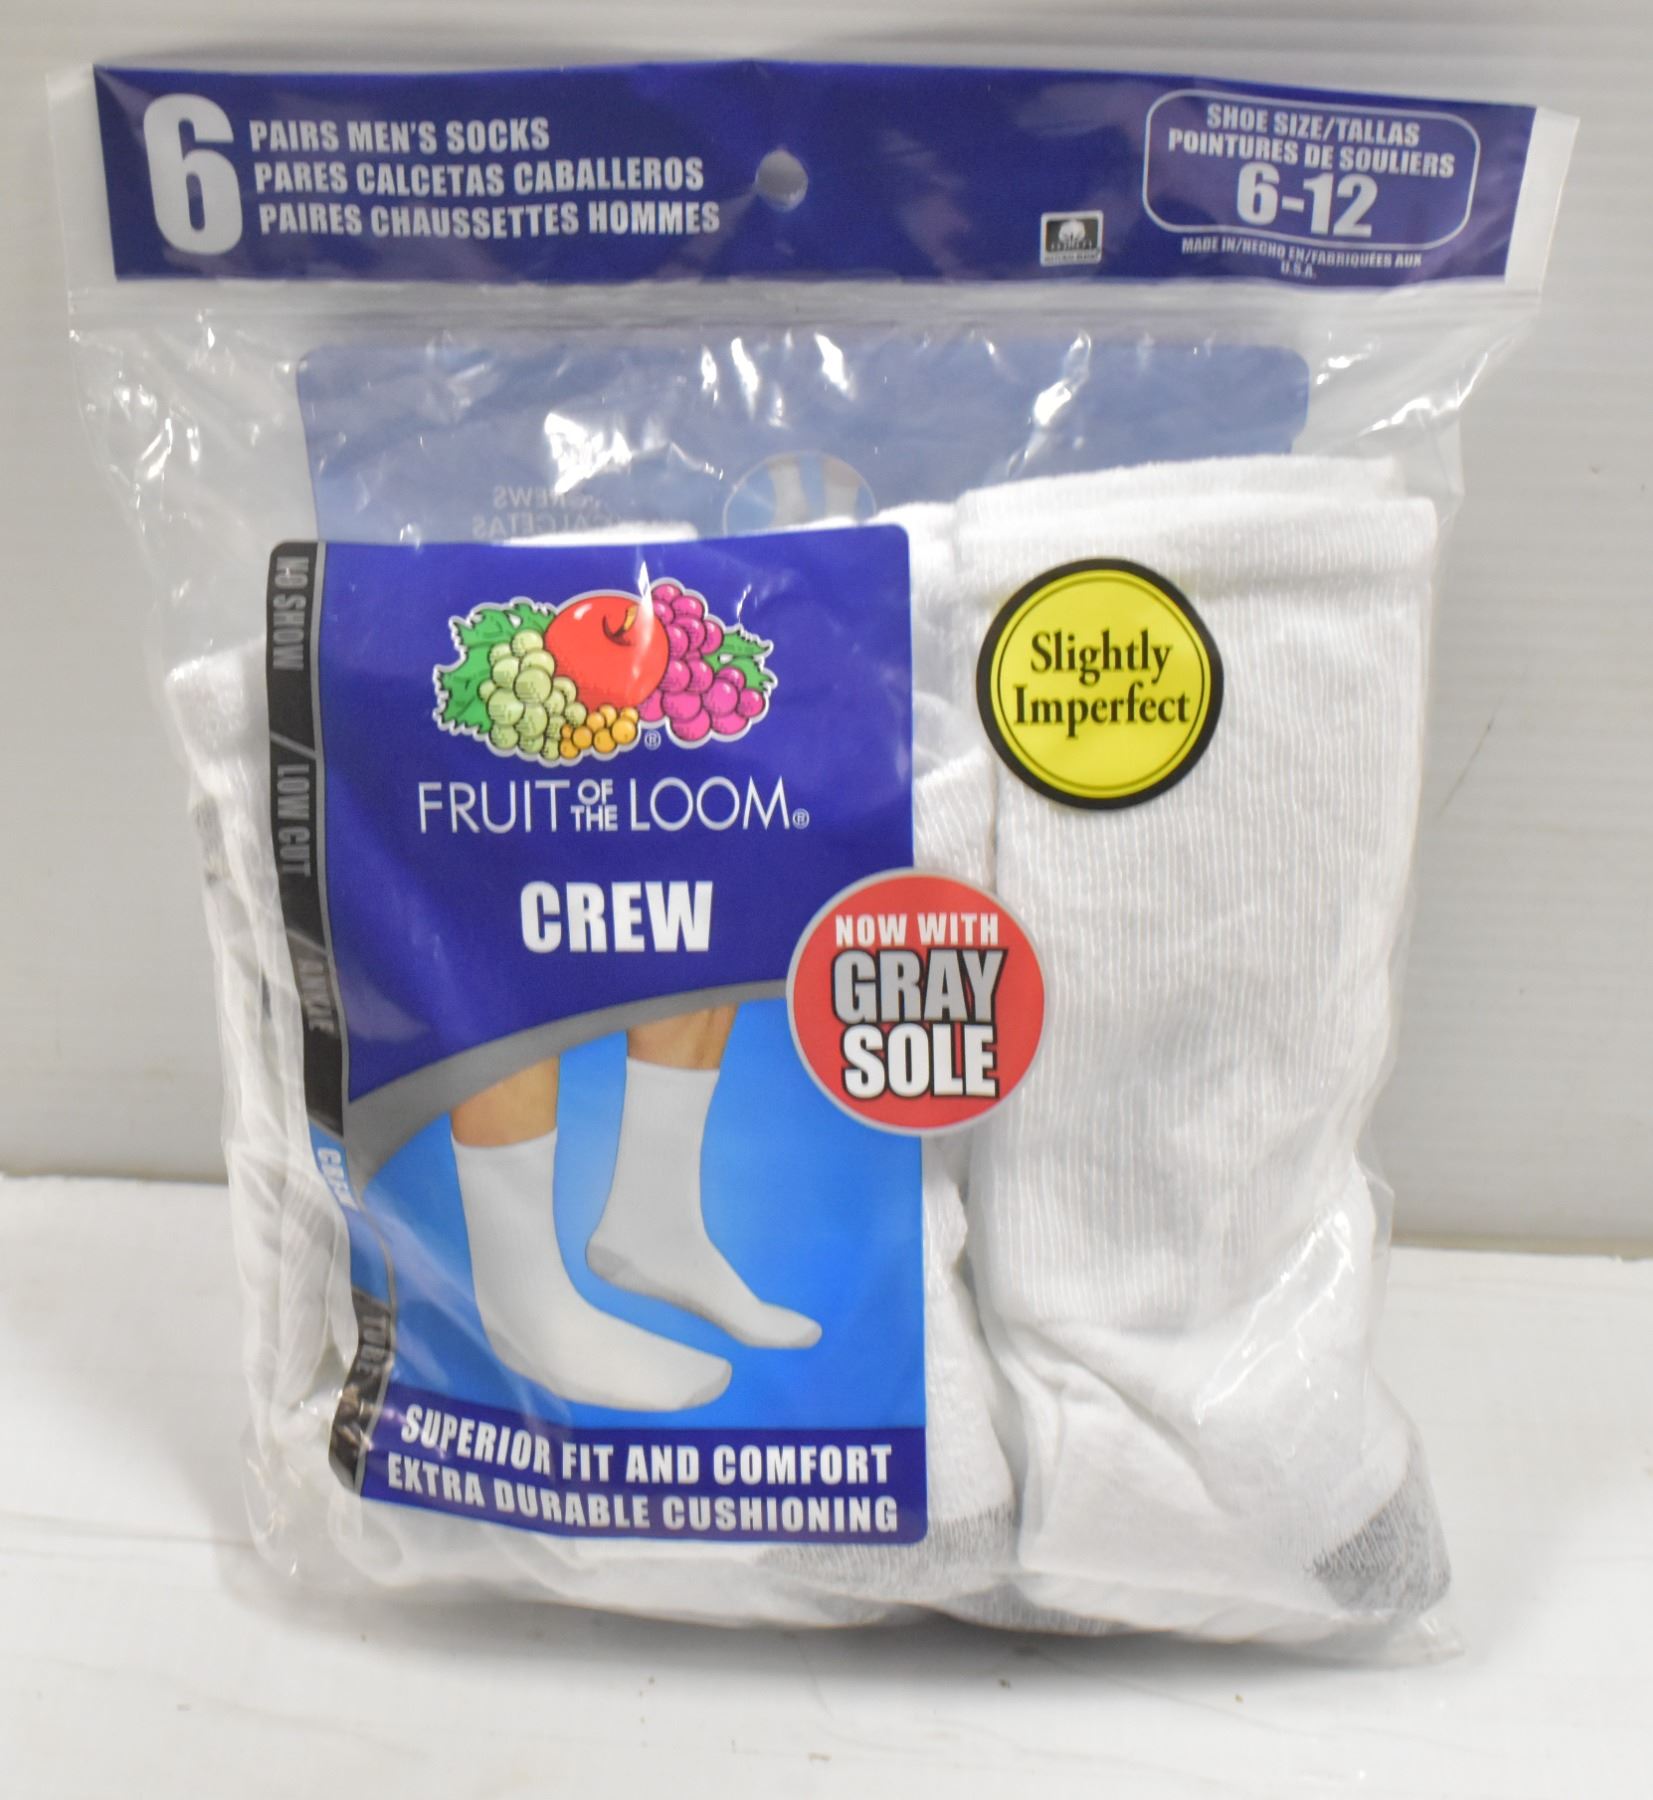 6
PAIRS MEN'S SOCKS
PARES CALCETAS CABALLEROS
PAIRES CHAUSSETTES HOMMES
SHOE SIZE/TALLAS
POINTURES DE SOULIERS
6-12
MADE IN/HECHO EN/FABRIQUÉES AUX
U.S.A.
NO SHOW
LOW CUT
ANKLE
CREW
TUBE
FRUIT OF THE LOOM®
CREW
Slightly
Imperfect
NOW WITH
GRAY
SOLE
SUPERIOR FIT AND COMFORT
EXTRA DURABLE CUSHIONING